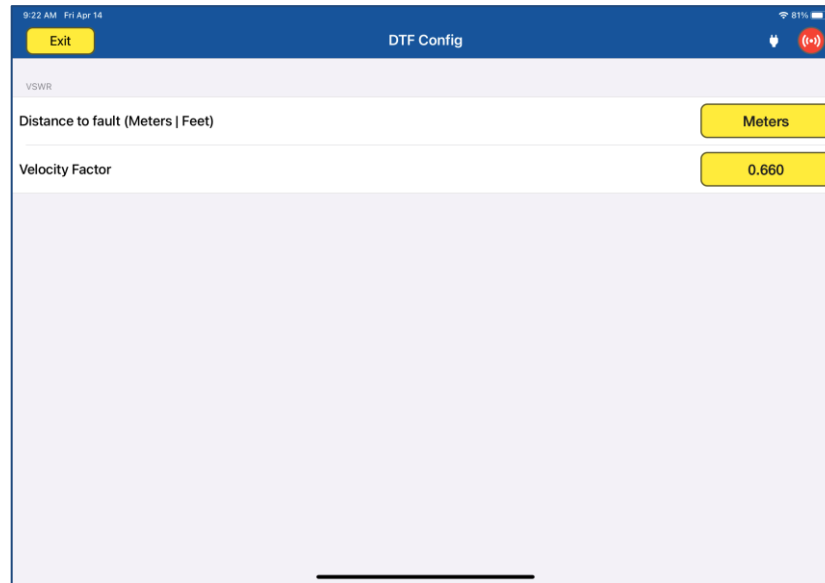 9:22 AM Fri Apr 14
81%
Exit
DTF Config
VSWR
Distance to fault (Meters | Feet)
Meters
Velocity Factor
0.660